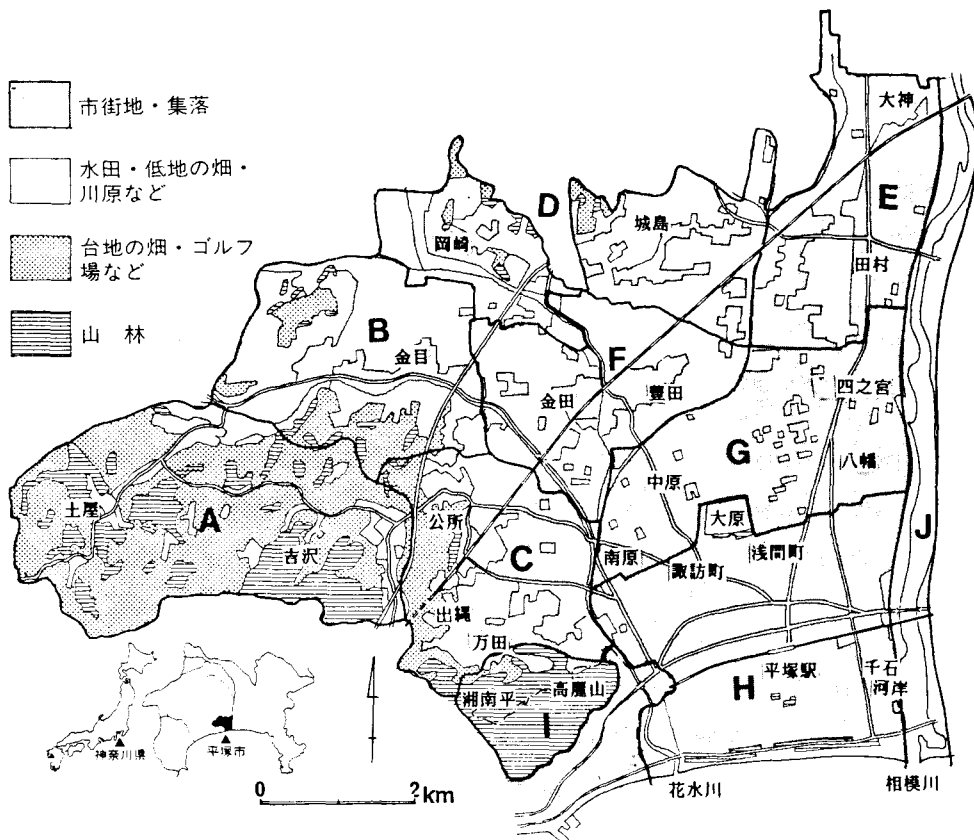 市街地・集落
水田・低地の畑・
川原など
台地の畑・ゴルフ
場など
山林
大神
E
D
城島
岡崎
田村
B
金目
F
四之宮
金田
豊田
G
八幡
土屋
A
公所
中原
大原
J
吉沢
C
南原
諏訪町
浅間町
出縄
万田
平塚駅
千石
河岸
H
湘南平
高麗山
I
神奈川県
平塚市
0
2km
花水川
相模川